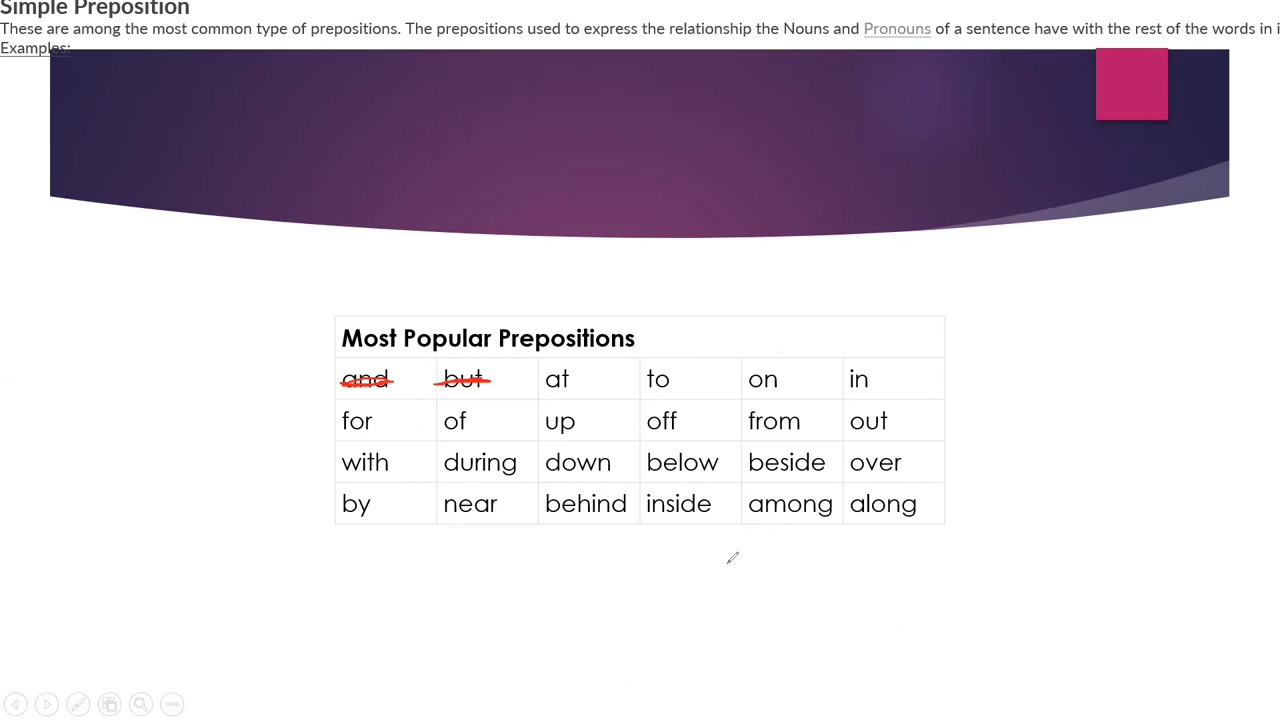 Simple Preposition
These are among the most common type of prepositions. The prepositions used to express the relationship the Nouns and Pronouns of a sentence have with the rest of the words in i
Examples:
Most Popular Prepositions
and but at to on in
for of up off from out
with during down below beside over
by near behind inside among along